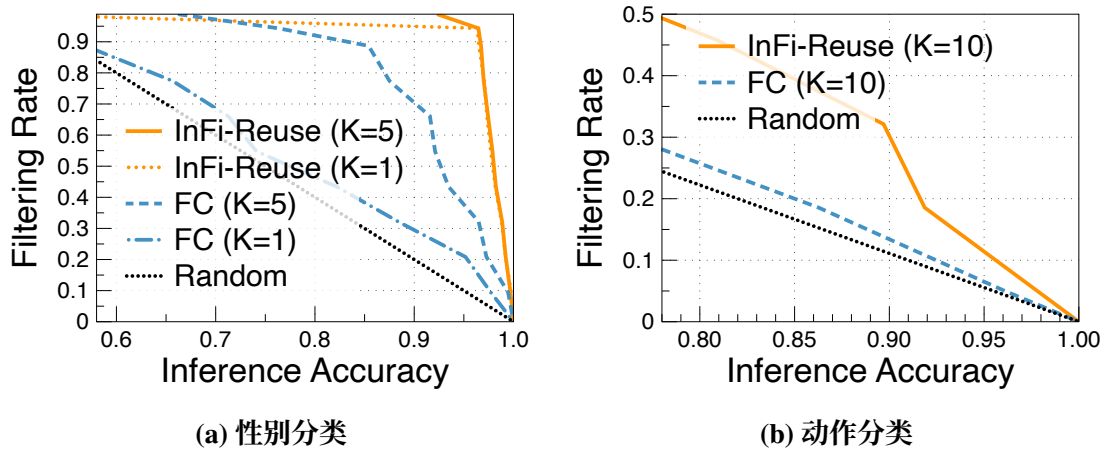 Filtering Rate
0.9
0.8
0.7
0.6
0.5
0.4
0.3
0.2
0.1
0
InFi-Reuse (K=5)
InFi-Reuse (K=1)
FC (K=5)
FC (K=1)
Random
0.6 0.7 0.8 0.9 1.0
Inference Accuracy
(a) 性别分类
Filtering Rate
0.5
0.4
0.3
0.2
0.1
0
InFi-Reuse (K=10)
FC (K=10)
Random
0.80 0.85 0.90 0.95 1.00
Inference Accuracy
(b) 动作分类